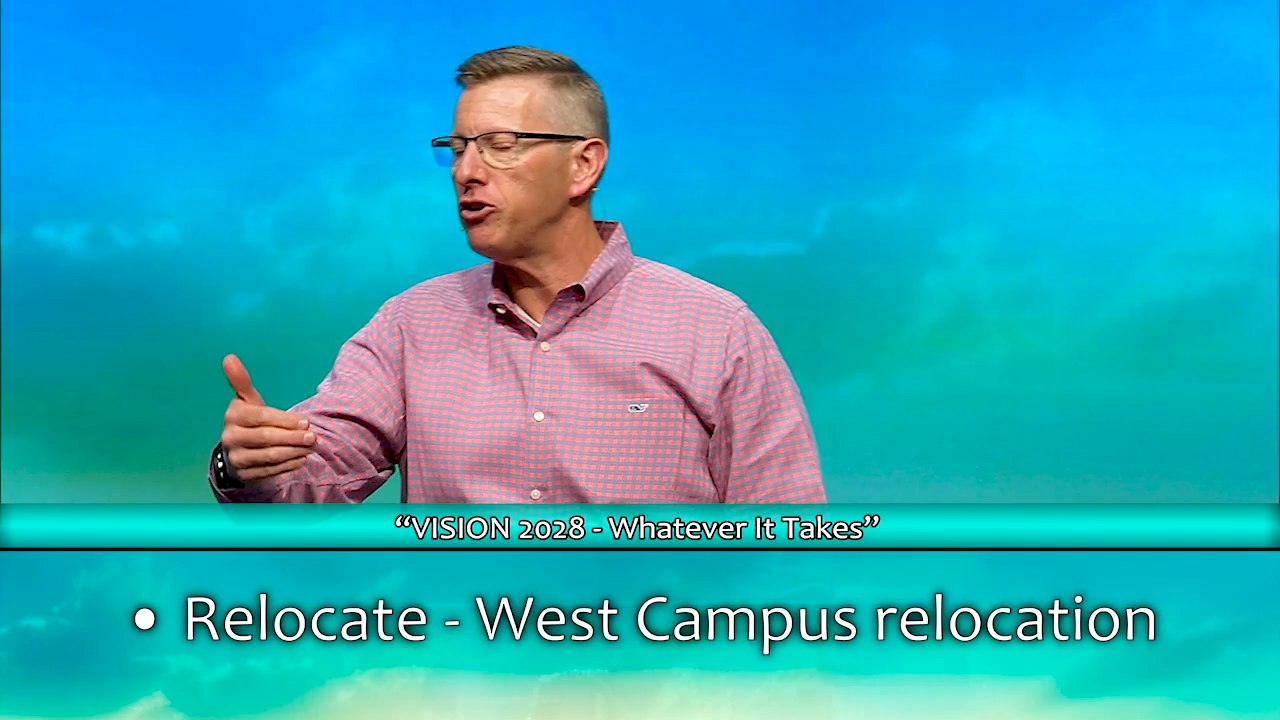 “VISION 2028 - Whatever It Takes”
• Relocate - West Campus relocation